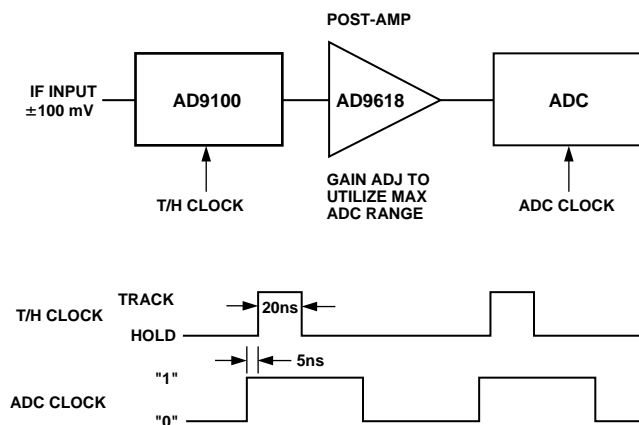 POST-AMP
IF INPUT
±100 mV
AD9100
AD9618
ADC
T/H CLOCK
GAIN ADJ TO
UTILIZE MAX
ADC RANGE
ADC CLOCK
T/H CLOCK
TRACK
20ns
HOLD
5ns
"1"
ADC CLOCK
"0"